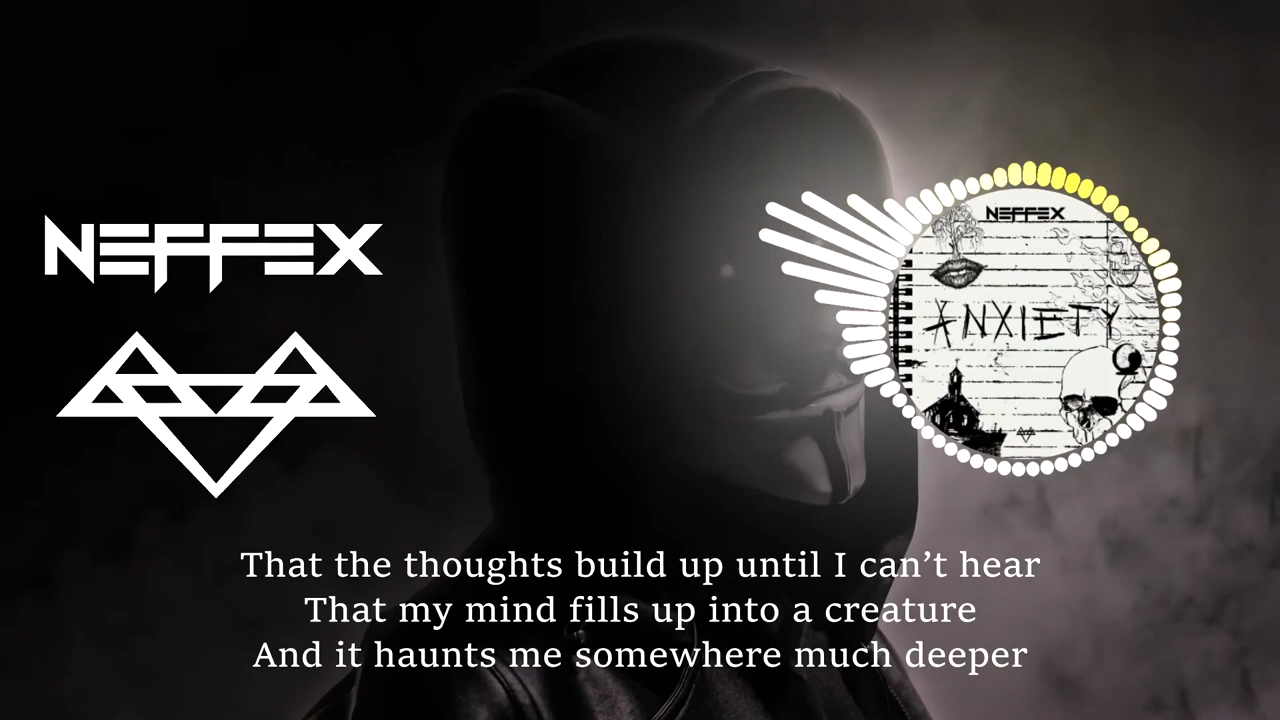 NEFFEX
NEFFEX
ANXIETY
That the thoughts build up until I can’t hear
That my mind fills up into a creature
And it haunts me somewhere much deeper